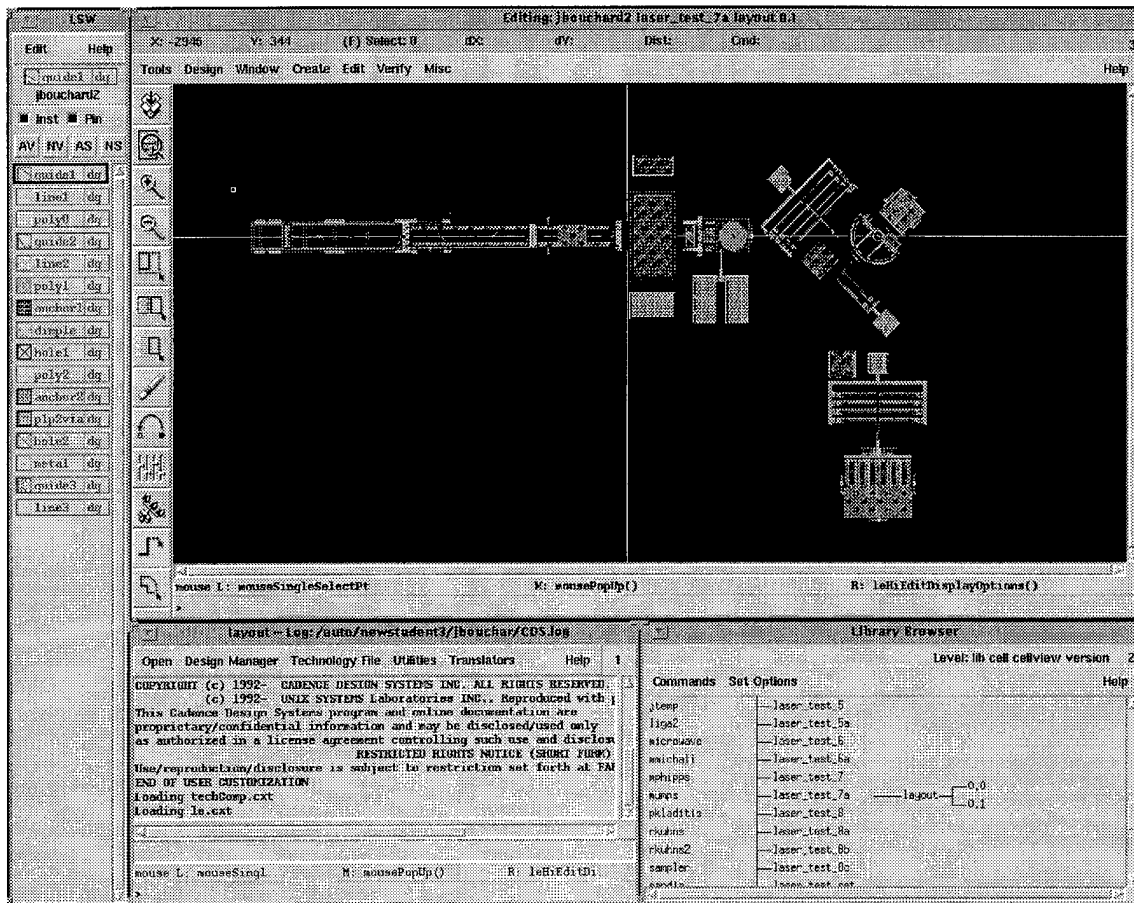 LSW
Edit Help
guide1 dg
jbouchard2
Inst Pin
AV NV AS NS
guide1 dg
line1 dg
poly0 dg
guide2 dg
line2 dg
poly1 dg
anchor1 dg
dimple dg
hole1 dg
poly2 dg
anchor2 dg
p1p2via dg
hole2 dg
metal dg
guide3 dg
line3 dg
Editing: jbouchard2 laser_test_7a layout 0.1
X: -2946 Y: 344 (F) Select: 0 dX: dY: Dist: Cmd: 3
Tools Design Window Create Edit Verify Misc Help
mouse L: mouseSingleSelectPt M: mousePopUp() R: leHiEditDisplayOptions()
>
layout - Log: /auto/newstudent3/jbouchar/CDS.log
Open Design Manager Technology File Utilities Translators Help 1
COPYRIGHT (c) 1992- CADENCE DESIGN SYSTEMS INC. ALL RIGHTS RESERVED.
(c) 1992- UNIX SYSTEMS Laboratories INC., Reproduced with p
This Cadence Design Systems program and online documentation are
proprietary/confidential information and may be disclosed/used only
as authorized in a license agreement controlling such use and disclosu
RESTRICTED RIGHTS NOTICE (SHORT FORM)
Use/reproduction/disclosure is subject to restriction set forth at FAR
END OF USER CUSTOMIZATION
Loading techComp.cxt
Loading le.cxt
mouse L: mouseSingl M: mousePopUp() R: leHiEditDi
>
Library Browser
Level: lib cell cellview version 2
Commands Set Options Help
jtemp laser_test_5
liga2 laser_test_5a
microwave laser_test_6
mmichali laser_test_6a
mphipps laser_test_7
mumps laser_test_7a layout 0.0
0.1
pkladitis laser_test_8
rkuhns laser_test_8a
rkuhns2 laser_test_8b
sampler laser_test_8c
sandia laser_test_set